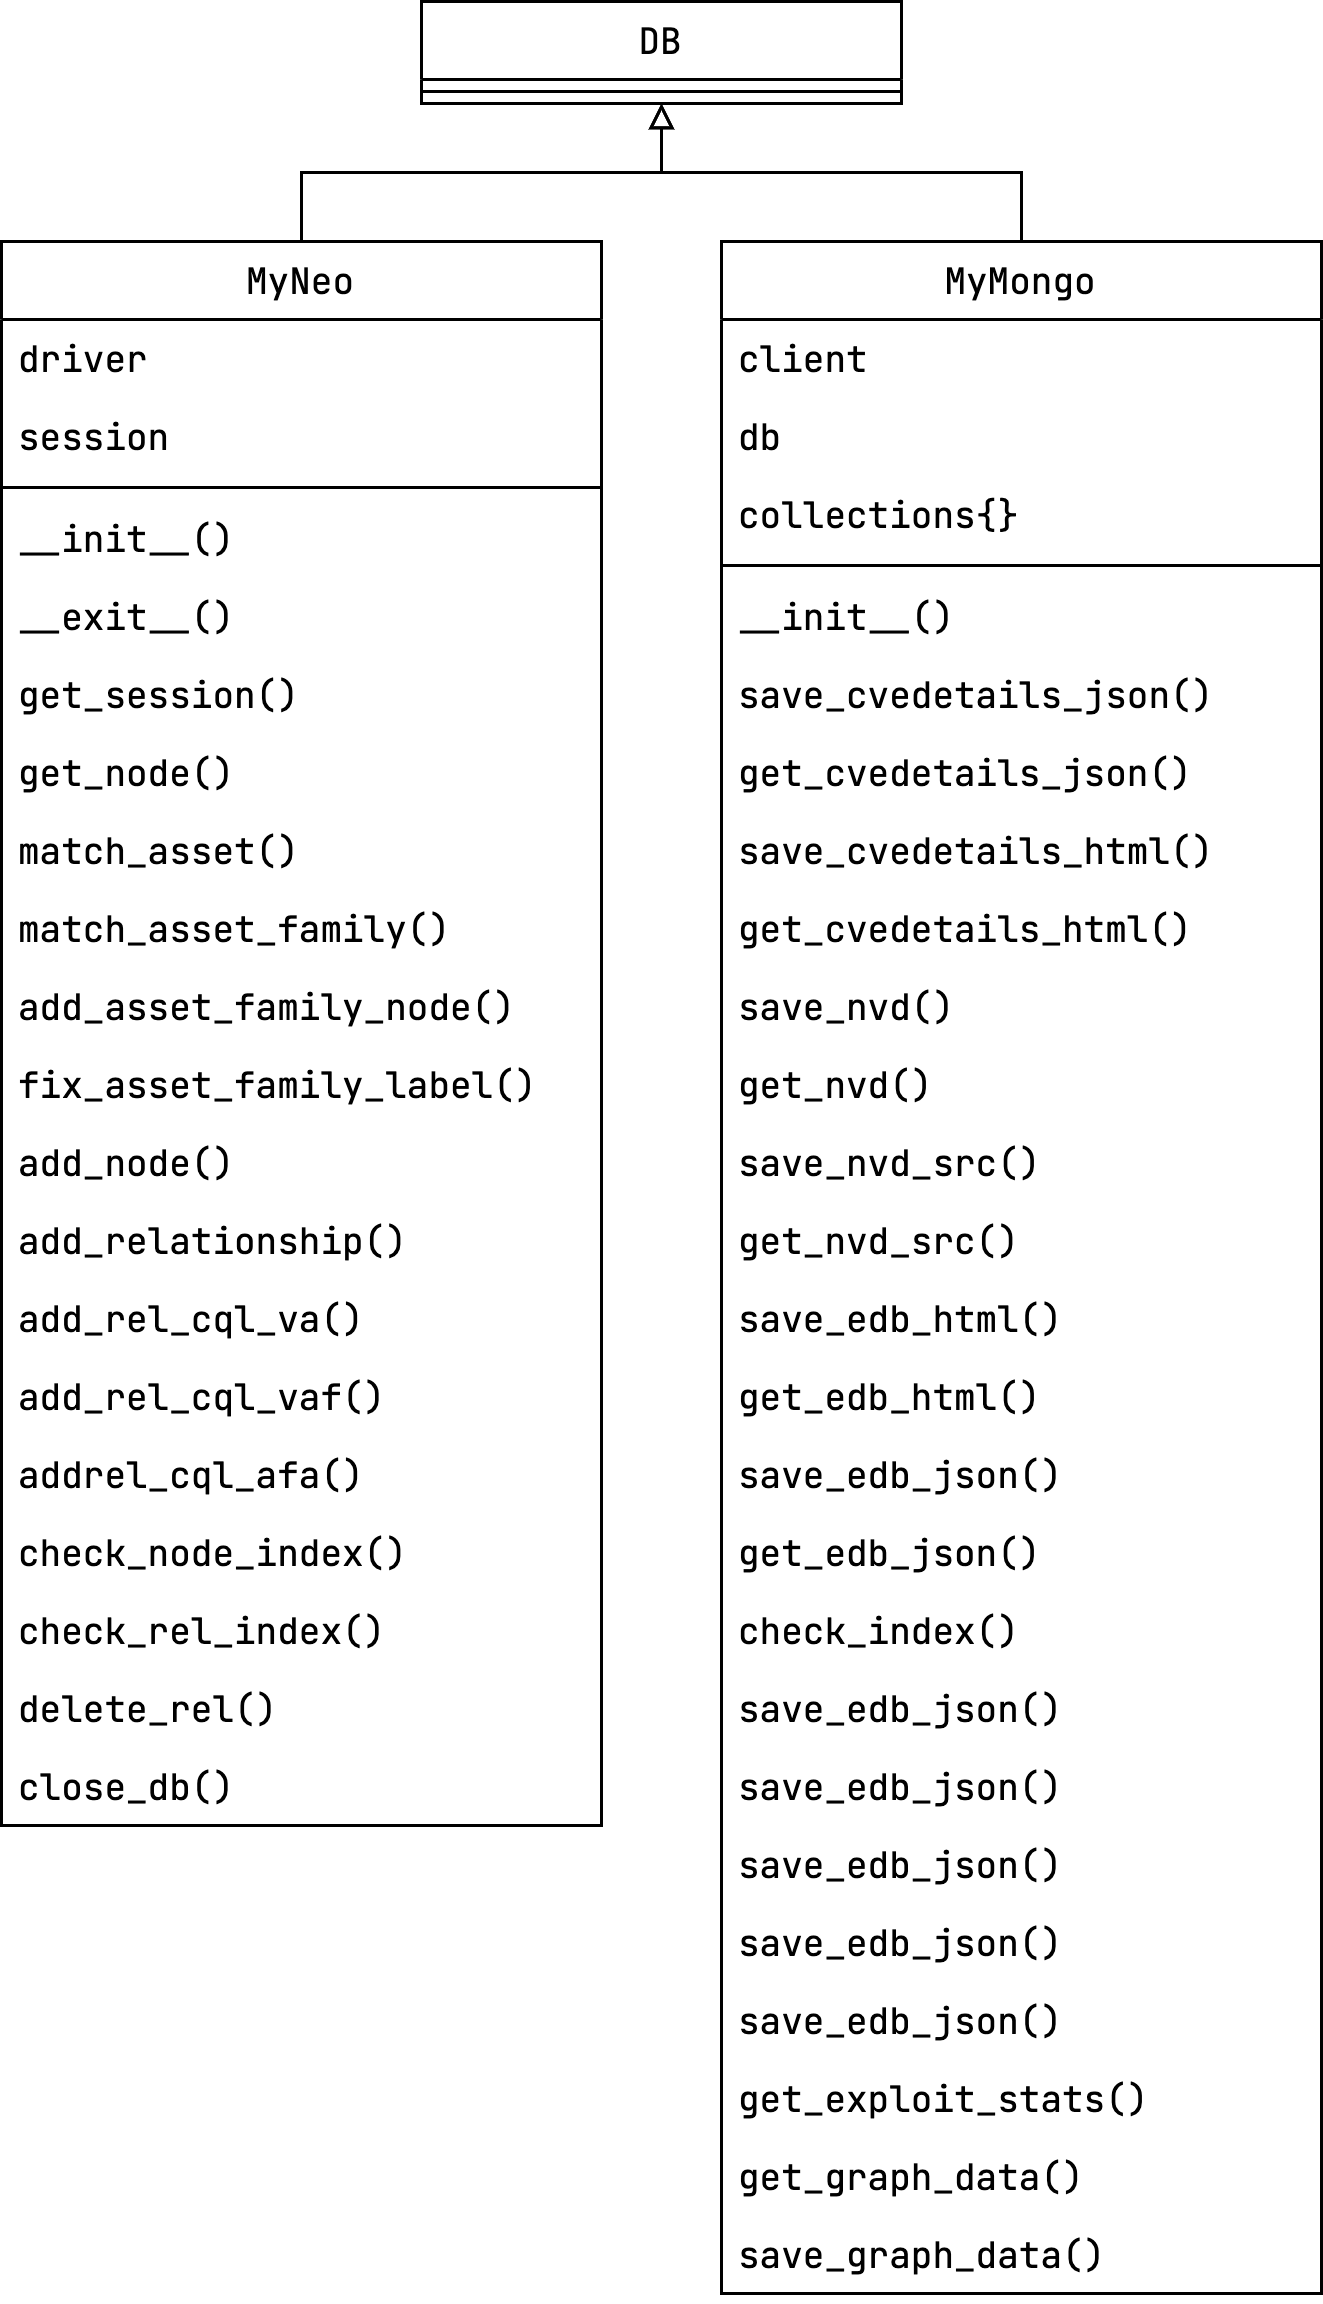 DB
MyNeo
driver
session
__init__()
__exit__()
get_session()
get_node()
match_asset()
match_asset_family()
add_asset_family_node()
fix_asset_family_label()
add_node()
add_relationship()
add_rel_cql_va()
add_rel_cql_vaf()
addrel_cql_afa()
check_node_index()
check_rel_index()
delete_rel()
close_db()
MyMongo
client
db
collections{}
__init__()
save_cvedetails_json()
get_cvedetails_json()
save_cvedetails_html()
get_cvedetails_html()
save_nvd()
get_nvd()
save_nvd_src()
get_nvd_src()
save_edb_html()
get_edb_html()
save_edb_json()
get_edb_json()
check_index()
save_edb_json()
save_edb_json()
save_edb_json()
save_edb_json()
save_edb_json()
get_exploit_stats()
get_graph_data()
save_graph_data()